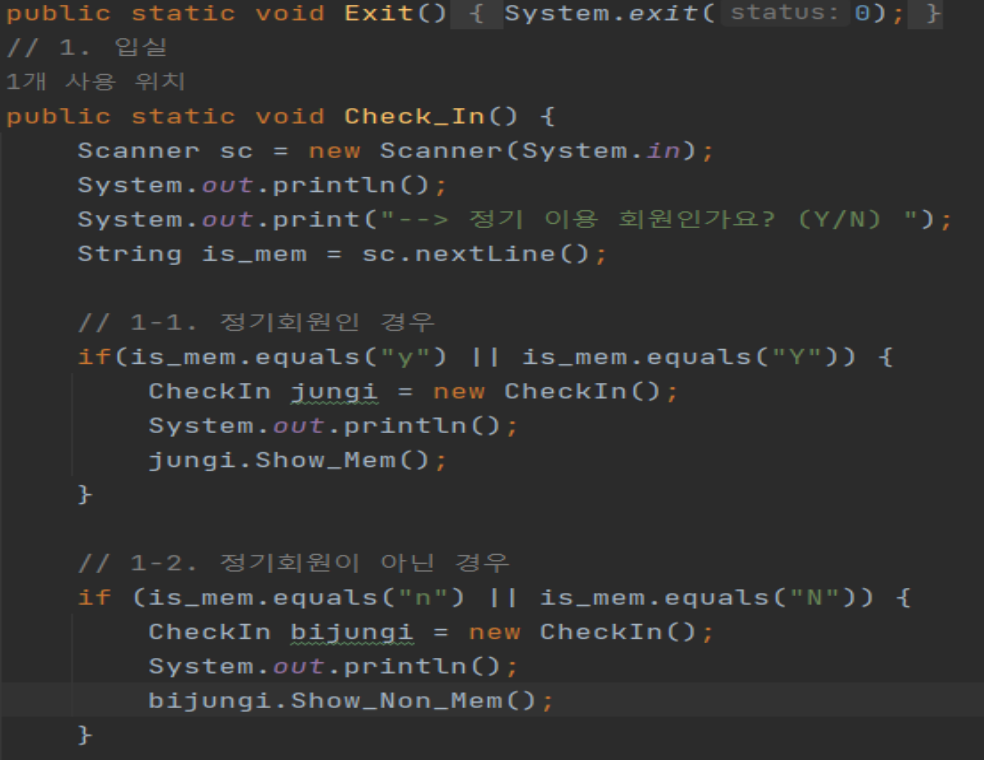 public static void Exit() { System.exit( status: 0); }
// 1. 입실
1개 사용 위치
public static void Check_In() {
Scanner sc = new Scanner(System.in);
System.out.println();
System.out.print("--> 정기 이용 회원인가요? (Y/N) ");
String is_mem = sc.nextLine();
// 1-1. 정기회원인 경우
if(is_mem.equals("y") || is_mem.equals("Y")) {
CheckIn jungi = new CheckIn();
System.out.println();
jungi.Show_Mem();
}
// 1-2. 정기회원이 아닌 경우
if (is_mem.equals("n") || is_mem.equals("N")) {
CheckIn bijungi = new CheckIn();
System.out.println();
bijungi.Show_Non_Mem();
}